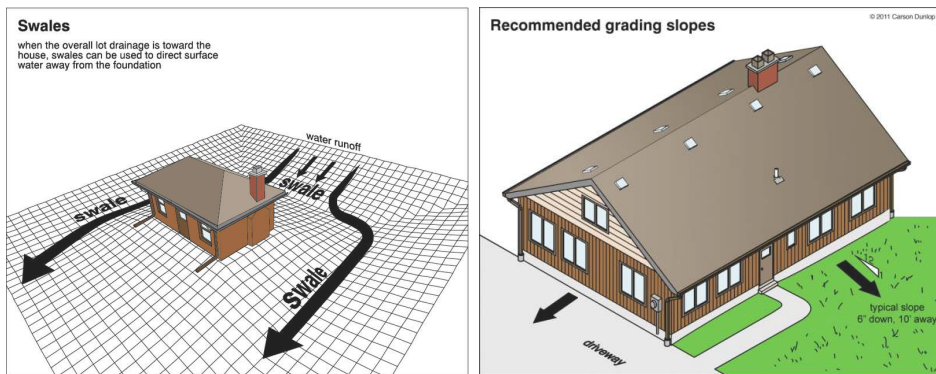 Swales
when the overall lot drainage is toward the
house, swales can be used to direct surface
water away from the foundation
water runoff
swale
swale
Swale
Recommended grading slopes
© 2011 Carson Dunlop
typical slope
6" down, 10' away
driveway